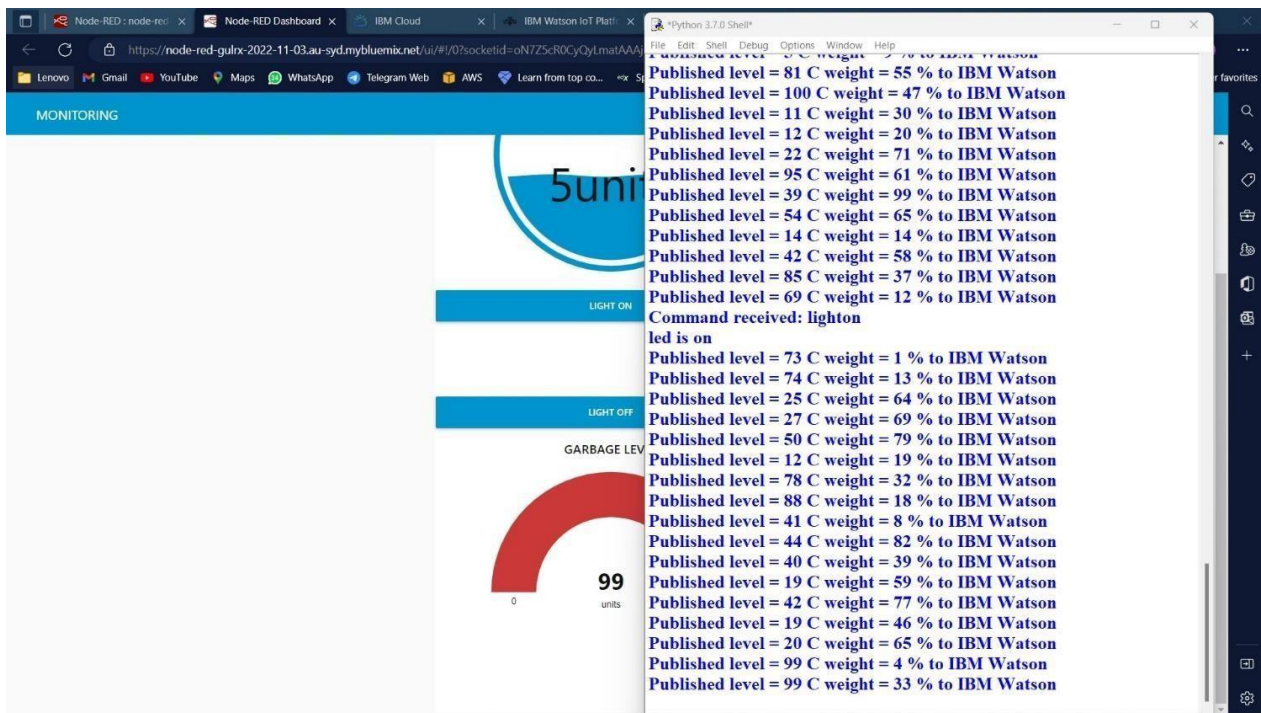 Node-RED : node-red
Node-RED Dashboard
IBM Cloud
IBM Watson IoT Platf
https://node-red-gulrx-2022-11-03.au-syd.mybluemix.net/ui/#!/0?socketid=oN7Z5cR0CyQyLmatAAAj
Lenovo Gmail YouTube Maps WhatsApp Telegram Web AWS Learn from top co... Sp
r favorites
MONITORING
5unit
LIGHT ON
LIGHT OFF
GARBAGE LEV
99
0
units
*Python 3.7.0 Shell*
File Edit Shell Debug Options Window Help
Published level = 81 C weight = 55 % to IBM Watson
Published level = 100 C weight = 47 % to IBM Watson
Published level = 11 C weight = 30 % to IBM Watson
Published level = 12 C weight = 20 % to IBM Watson
Published level = 22 C weight = 71 % to IBM Watson
Published level = 95 C weight = 61 % to IBM Watson
Published level = 39 C weight = 99 % to IBM Watson
Published level = 54 C weight = 65 % to IBM Watson
Published level = 14 C weight = 14 % to IBM Watson
Published level = 42 C weight = 58 % to IBM Watson
Published level = 85 C weight = 37 % to IBM Watson
Published level = 69 C weight = 12 % to IBM Watson
Command received: lighton
led is on
Published level = 73 C weight = 1 % to IBM Watson
Published level = 74 C weight = 13 % to IBM Watson
Published level = 25 C weight = 64 % to IBM Watson
Published level = 27 C weight = 69 % to IBM Watson
Published level = 50 C weight = 79 % to IBM Watson
Published level = 12 C weight = 19 % to IBM Watson
Published level = 78 C weight = 32 % to IBM Watson
Published level = 88 C weight = 18 % to IBM Watson
Published level = 41 C weight = 8 % to IBM Watson
Published level = 44 C weight = 82 % to IBM Watson
Published level = 40 C weight = 39 % to IBM Watson
Published level = 19 C weight = 59 % to IBM Watson
Published level = 42 C weight = 77 % to IBM Watson
Published level = 19 C weight = 46 % to IBM Watson
Published level = 20 C weight = 65 % to IBM Watson
Published level = 99 C weight = 4 % to IBM Watson
Published level = 99 C weight = 33 % to IBM Watson